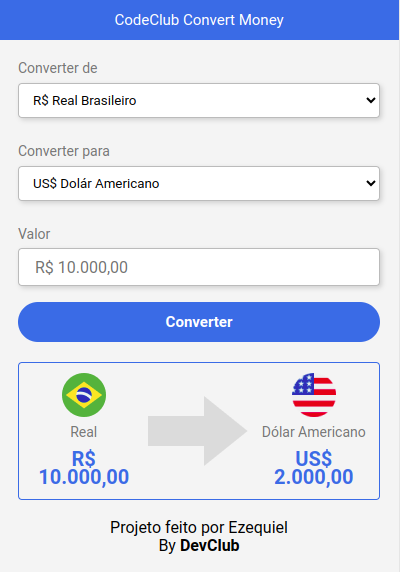 CodeClub Convert Money
Converter de
R$ Real Brasileiro
Converter para
US$ Dolár Americano
Valor
R$ 10.000,00
Converter
Real
Dólar Americano
R$
10.000,00
US$
2.000,00
Projeto feito por Ezequiel
By DevClub